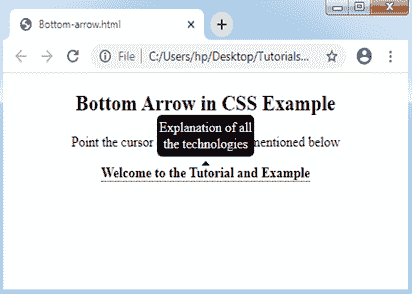 Bottom-arrow.html
File C:/Users/hp/Desktop/Tutorials...
Bottom Arrow in CSS Example
Explanation of all
the technologies
Point the cursor mentioned below
Welcome to the Tutorial and Example